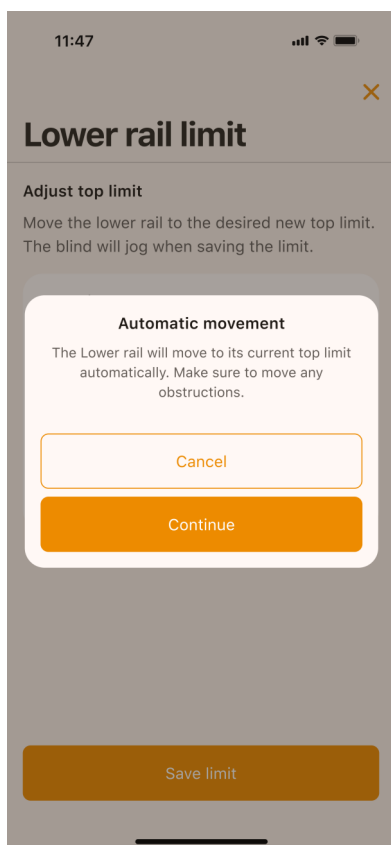 11:47
Lower rail limit
Adjust top limit
Move the lower rail to the desired new top limit.
The blind will jog when saving the limit.
Automatic movement
The Lower rail will move to its current top limit
automatically. Make sure to move any
obstructions.
Cancel
Continue
Save limit